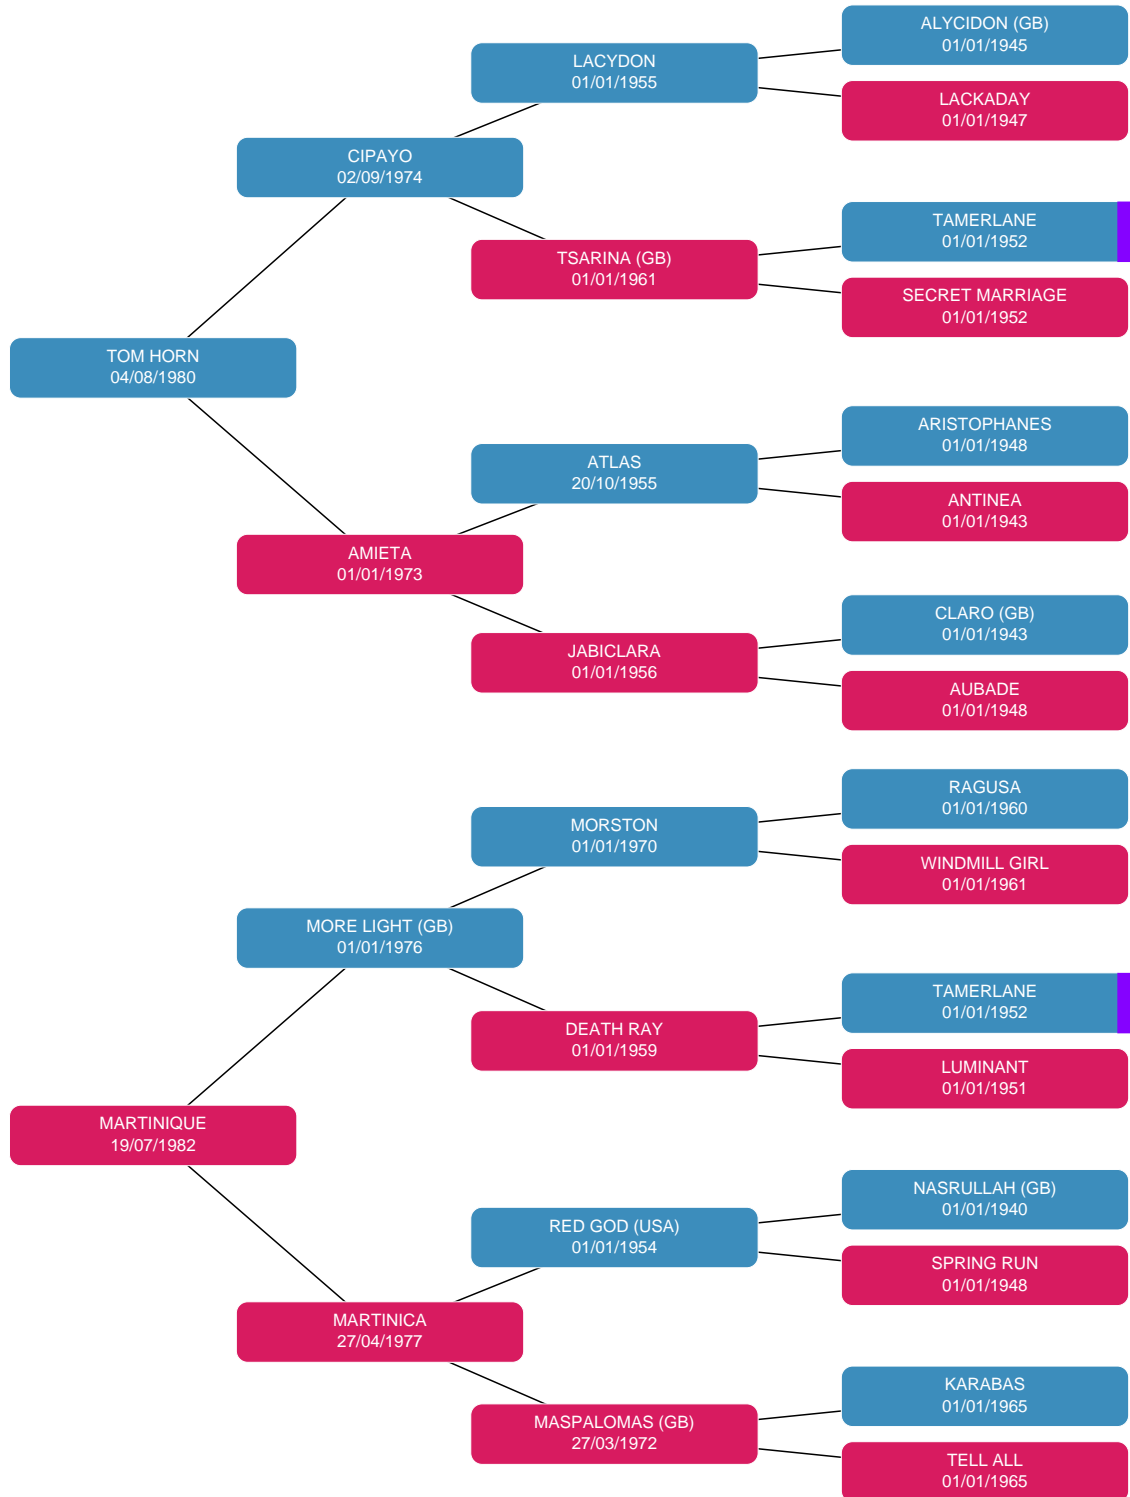 ALYCIDON (GB)
01/01/1945
LACYDON
01/01/1955
LACKADAY
01/01/1947
CIPAYO
02/09/1974
TAMERLANE
01/01/1952
TSARINA (GB)
01/01/1961
SECRET MARRIAGE
01/01/1952
TOM HORN
04/08/1980
ARISTOPHANES
01/01/1948
ATLAS
20/10/1955
ANTINEA
01/01/1943
AMIETA
01/01/1973
CLARO (GB)
01/01/1943
JABICLARA
01/01/1956
AUBADE
01/01/1948
RAGUSA
01/01/1960
MORSTON
01/01/1970
WINDMILL GIRL
01/01/1961
MORE LIGHT (GB)
01/01/1976
TAMERLANE
01/01/1952
DEATH RAY
01/01/1959
LUMINANT
01/01/1951
MARTINIQUE
19/07/1982
NASRULLAH (GB)
01/01/1940
RED GOD (USA)
01/01/1954
SPRING RUN
01/01/1948
MARTINICA
27/04/1977
KARABAS
01/01/1965
MASPALOMAS (GB)
27/03/1972
TELL ALL
01/01/1965